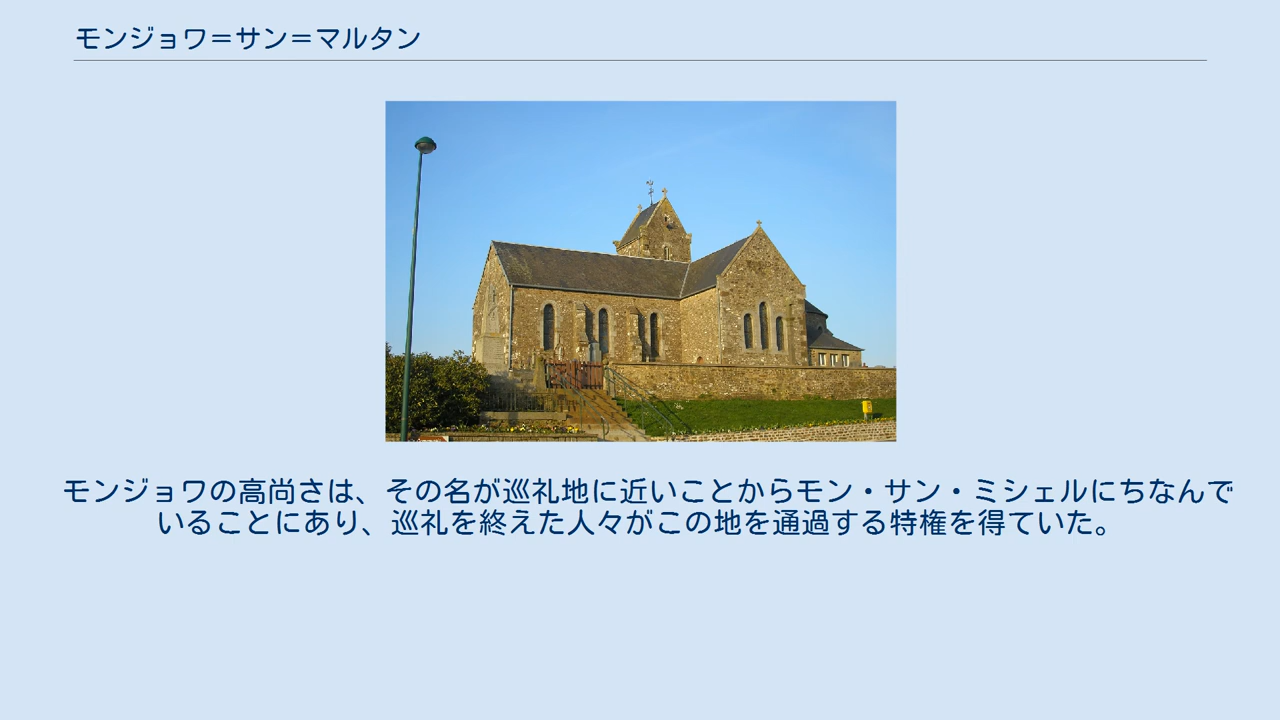 モンジョワ＝サン＝マルタン
モンジョワの高尚さは、その名が巡礼地に近いことからモン・サン・ミシェルにちなんで
いることにあり、巡礼を終えた人々がこの地を通過する特権を得ていた。